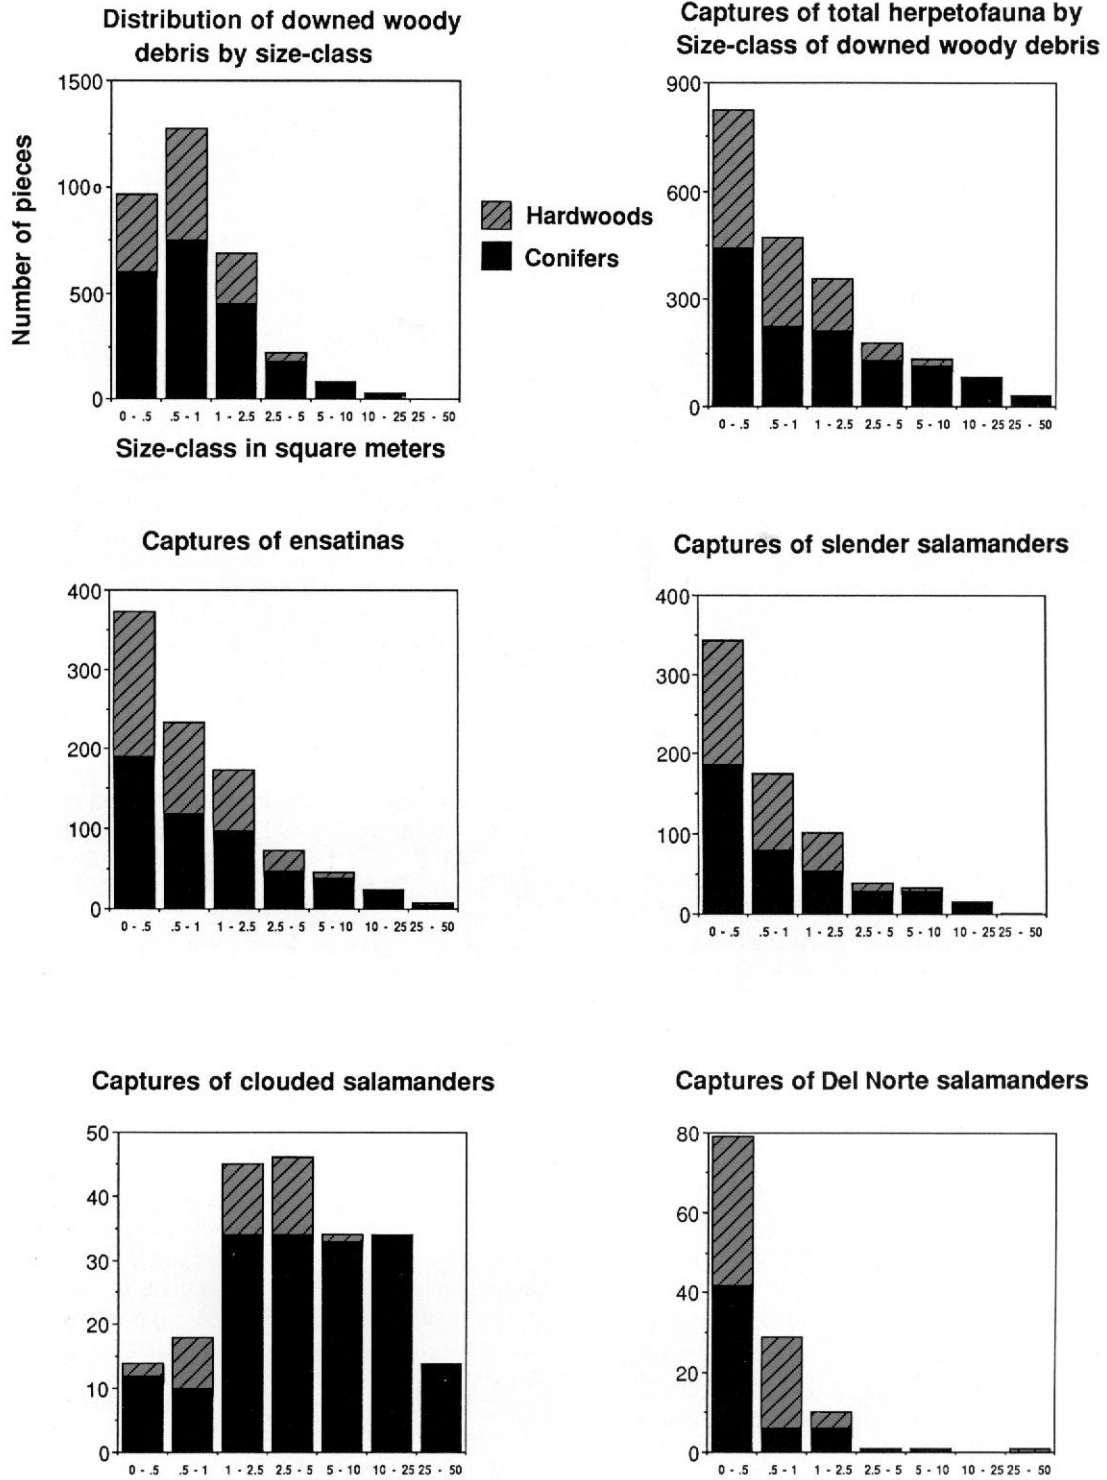 Distribution of downed woody
debris by size-class
1500
1000
500
0
Number of pieces
0 - .5 .5 - 1 1 - 2.5 2.5 - 5 5 - 10 10 - 25 25 - 50
Size-class in square meters
Hardwoods
Conifers
Captures of total herpetofauna by
Size-class of downed woody debris
900
600
300
0
0 - .5 .5 - 1 1 - 2.5 2.5 - 5 5 - 10 10 - 25 25 - 50
Captures of ensatinas
400
300
200
100
0
0 - .5 .5 - 1 1 - 2.5 2.5 - 5 5 - 10 10 - 25 25 - 50
Captures of slender salamanders
400
300
200
100
0
0 - .5 .5 - 1 1 - 2.5 2.5 - 5 5 - 10 10 - 25 25 - 50
Captures of clouded salamanders
50
40
30
20
10
0
0 - .5 .5 - 1 1 - 2.5 2.5 - 5 5 - 10 10 - 25 25 - 50
Captures of Del Norte salamanders
80
60
40
20
0
0 - .5 .5 - 1 1 - 2.5 2.5 - 5 5 - 10 10 - 25 25 - 50